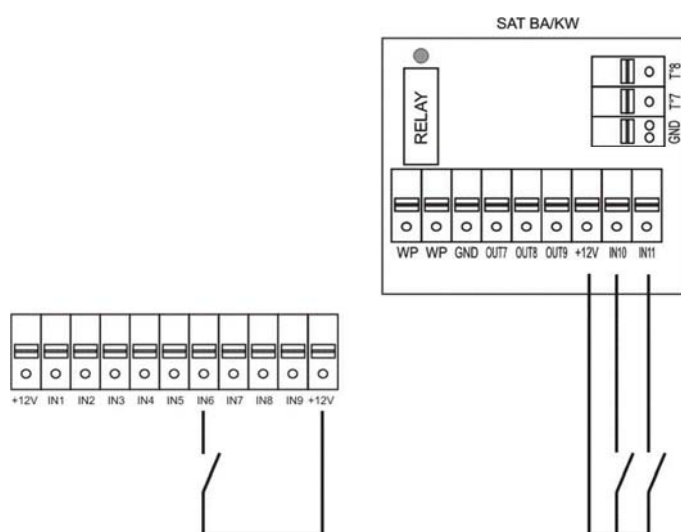 SAT BA/KW
RELAY
T°8
T°7
GND
WP WP GND OUT7 OUT8 OUT9 +12V IN10 IN11
+12V IN1 IN2 IN3 IN4 IN5 IN6 IN7 IN8 IN9 +12V